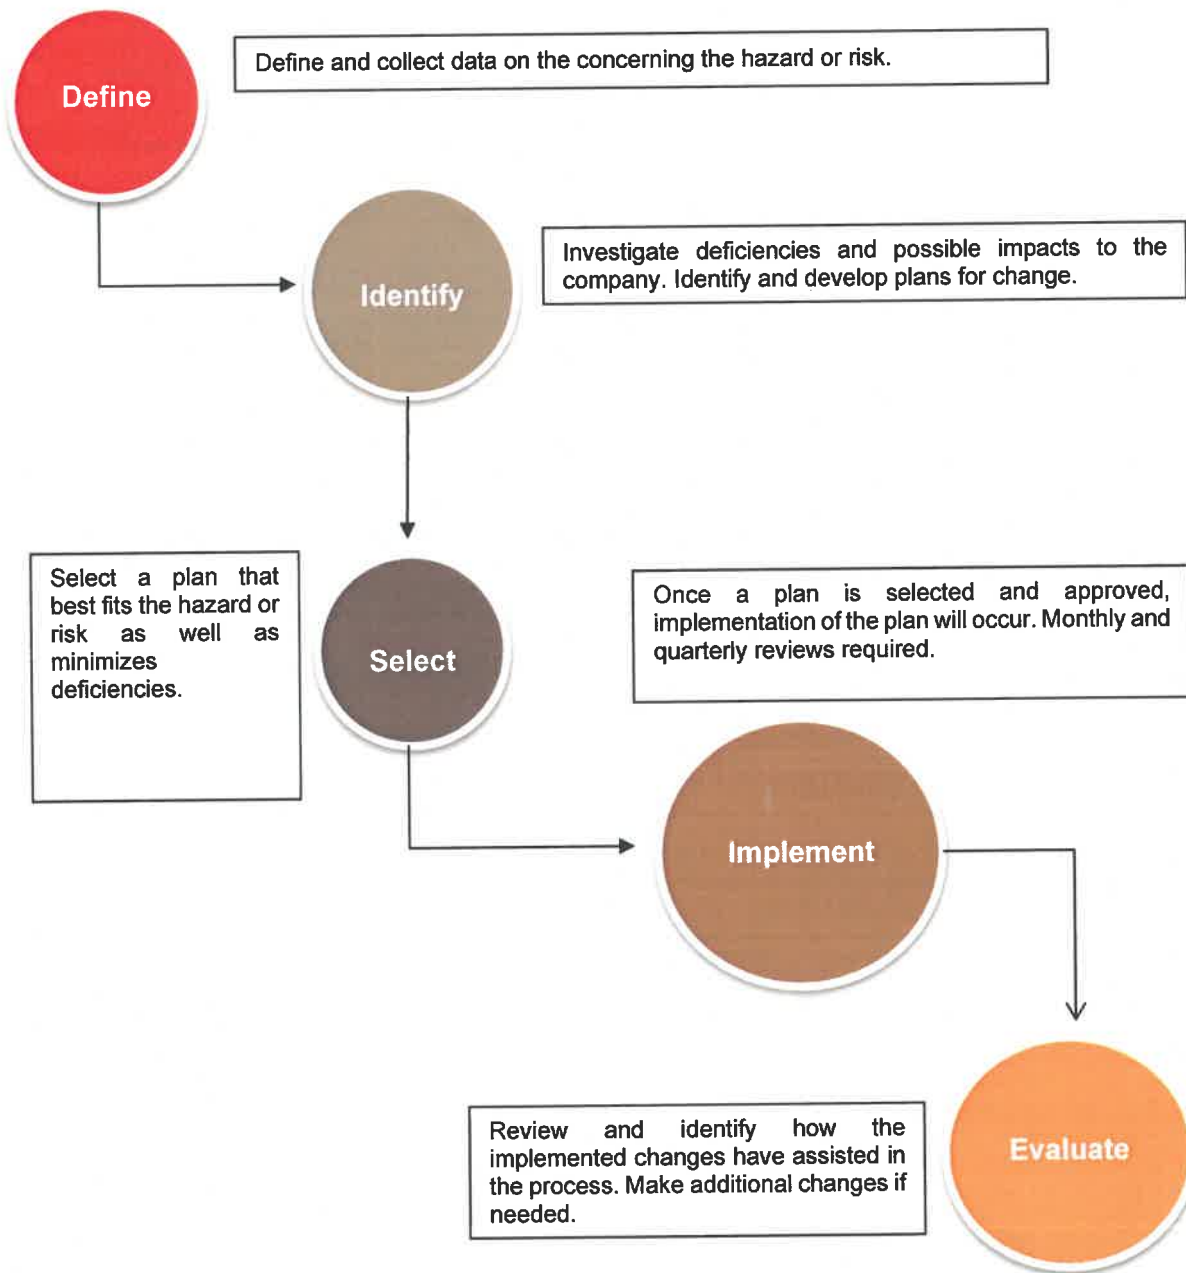 Define
Define and collect data on the concerning the hazard or risk.
Identify
Investigate deficiencies and possible impacts to the
company. Identify and develop plans for change.
Select a plan that
best fits the hazard or
risk as well as
minimizes
deficiencies.
Select
Once a plan is selected and approved,
implementation of the plan will occur. Monthly and
quarterly reviews required.
Implement
Review and identify how the
implemented changes have assisted in
the process. Make additional changes if
needed.
Evaluate